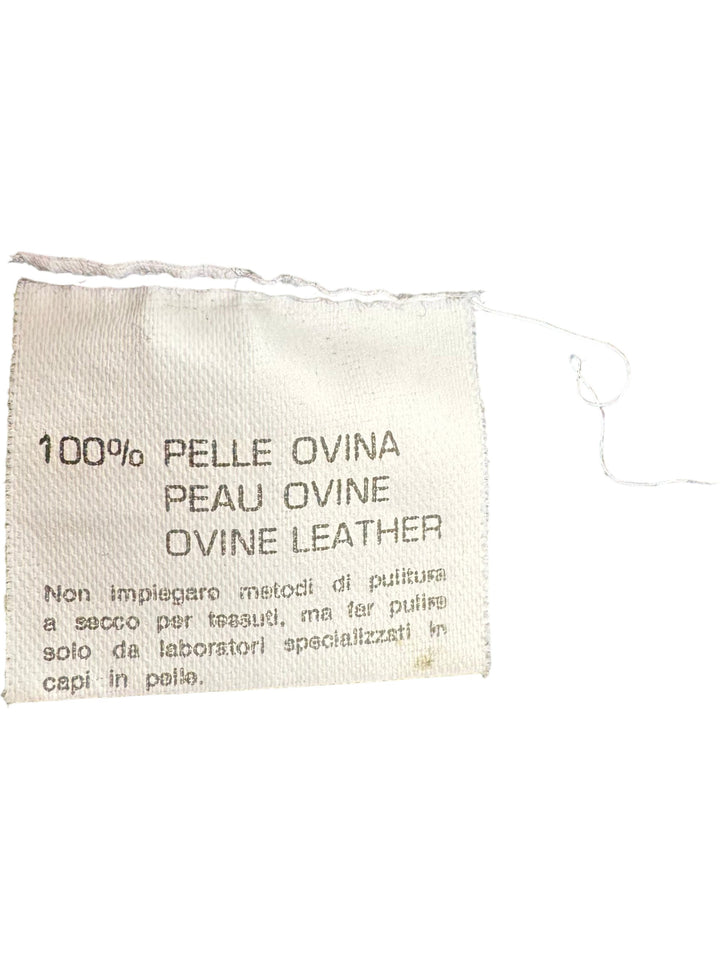 100% PELLE OVINA
PEAU OVINE
OVINE LEATHER
Non impiegare metodi di pulitura
a secco per tessuti, ma far pulire
solo da laboratori specializzati in
capi in pelle.